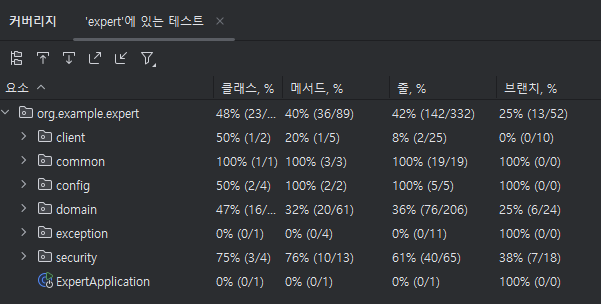 커버리지 'expert'에 있는 테스트
요소 클래스, % 메서드, % 줄, % 브랜치, %
org.example.expert 48% (23/... 40% (36/89) 42% (142/332) 25% (13/52)
client 50% (1/2) 20% (1/5) 8% (2/25) 0% (0/10)
common 100% (1/1) 100% (3/3) 100% (19/19) 100% (0/0)
config 50% (2/4) 100% (2/2) 100% (5/5) 100% (0/0)
domain 47% (16/... 32% (20/61) 36% (76/206) 25% (6/24)
exception 0% (0/1) 0% (0/4) 0% (0/11) 100% (0/0)
security 75% (3/4) 76% (10/13) 61% (40/65) 38% (7/18)
ExpertApplication 0% (0/1) 0% (0/1) 0% (0/1) 100% (0/0)